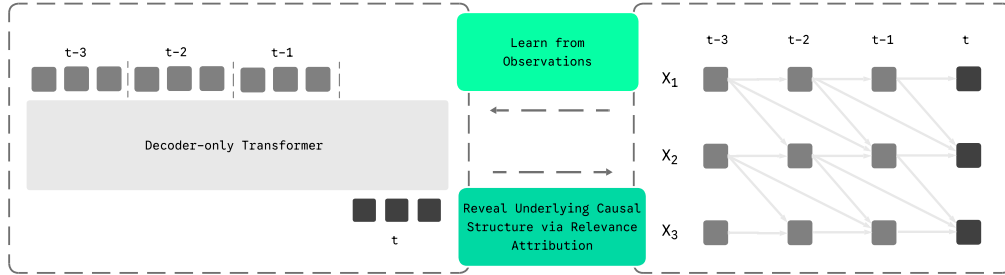 t-3
t-2
t-1
Decoder-only Transformer
t
Learn from
Observations
Reveal Underlying Causal
Structure via Relevance
Attribution
t-3
t-2
t-1
t
X1
X2
X3